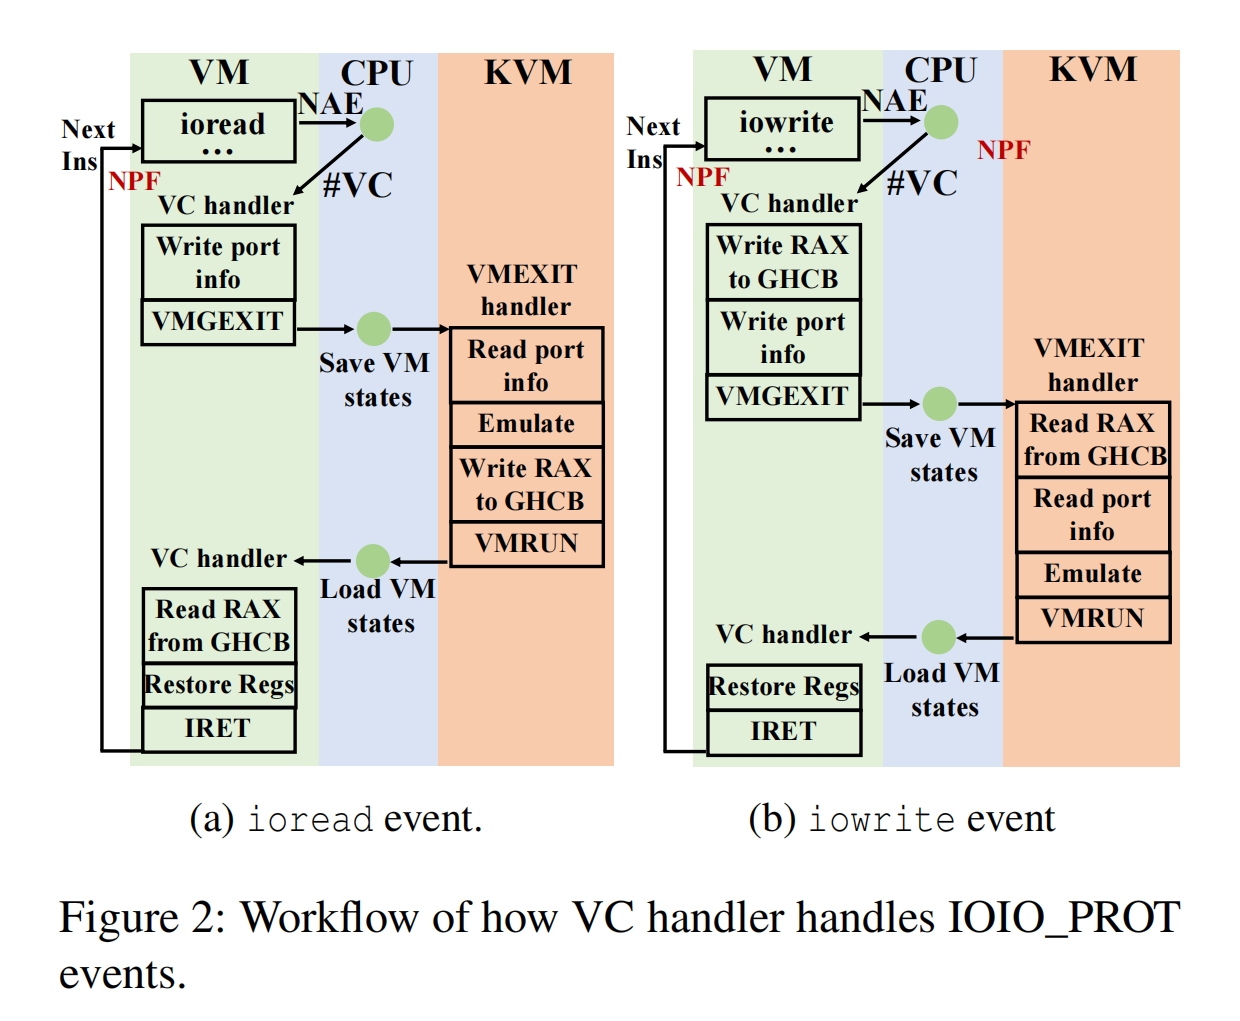 VM
CPU
KVM
NAE
ioread
...
Next
Ins
NPF
#VC
VC handler
Write port
info
VMGEXIT
VMEXIT
handler
Save VM
states
Read port
info
Emulate
Write RAX
to GHCB
VMRUN
VC handler
Load VM
states
Read RAX
from GHCB
Restore Regs
IRET
(a) ioread event.
VM
CPU
KVM
NAE
iowrite
...
Next
Ins
NPF
NPF
#VC
VC handler
Write RAX
to GHCB
Write port
info
VMGEXIT
VMEXIT
handler
Save VM
states
Read RAX
from GHCB
Read port
info
Emulate
VMRUN
VC handler
Load VM
states
Restore Regs
IRET
(b) iowrite event
Figure 2: Workflow of how VC handler handles IOIO_PROT
events.